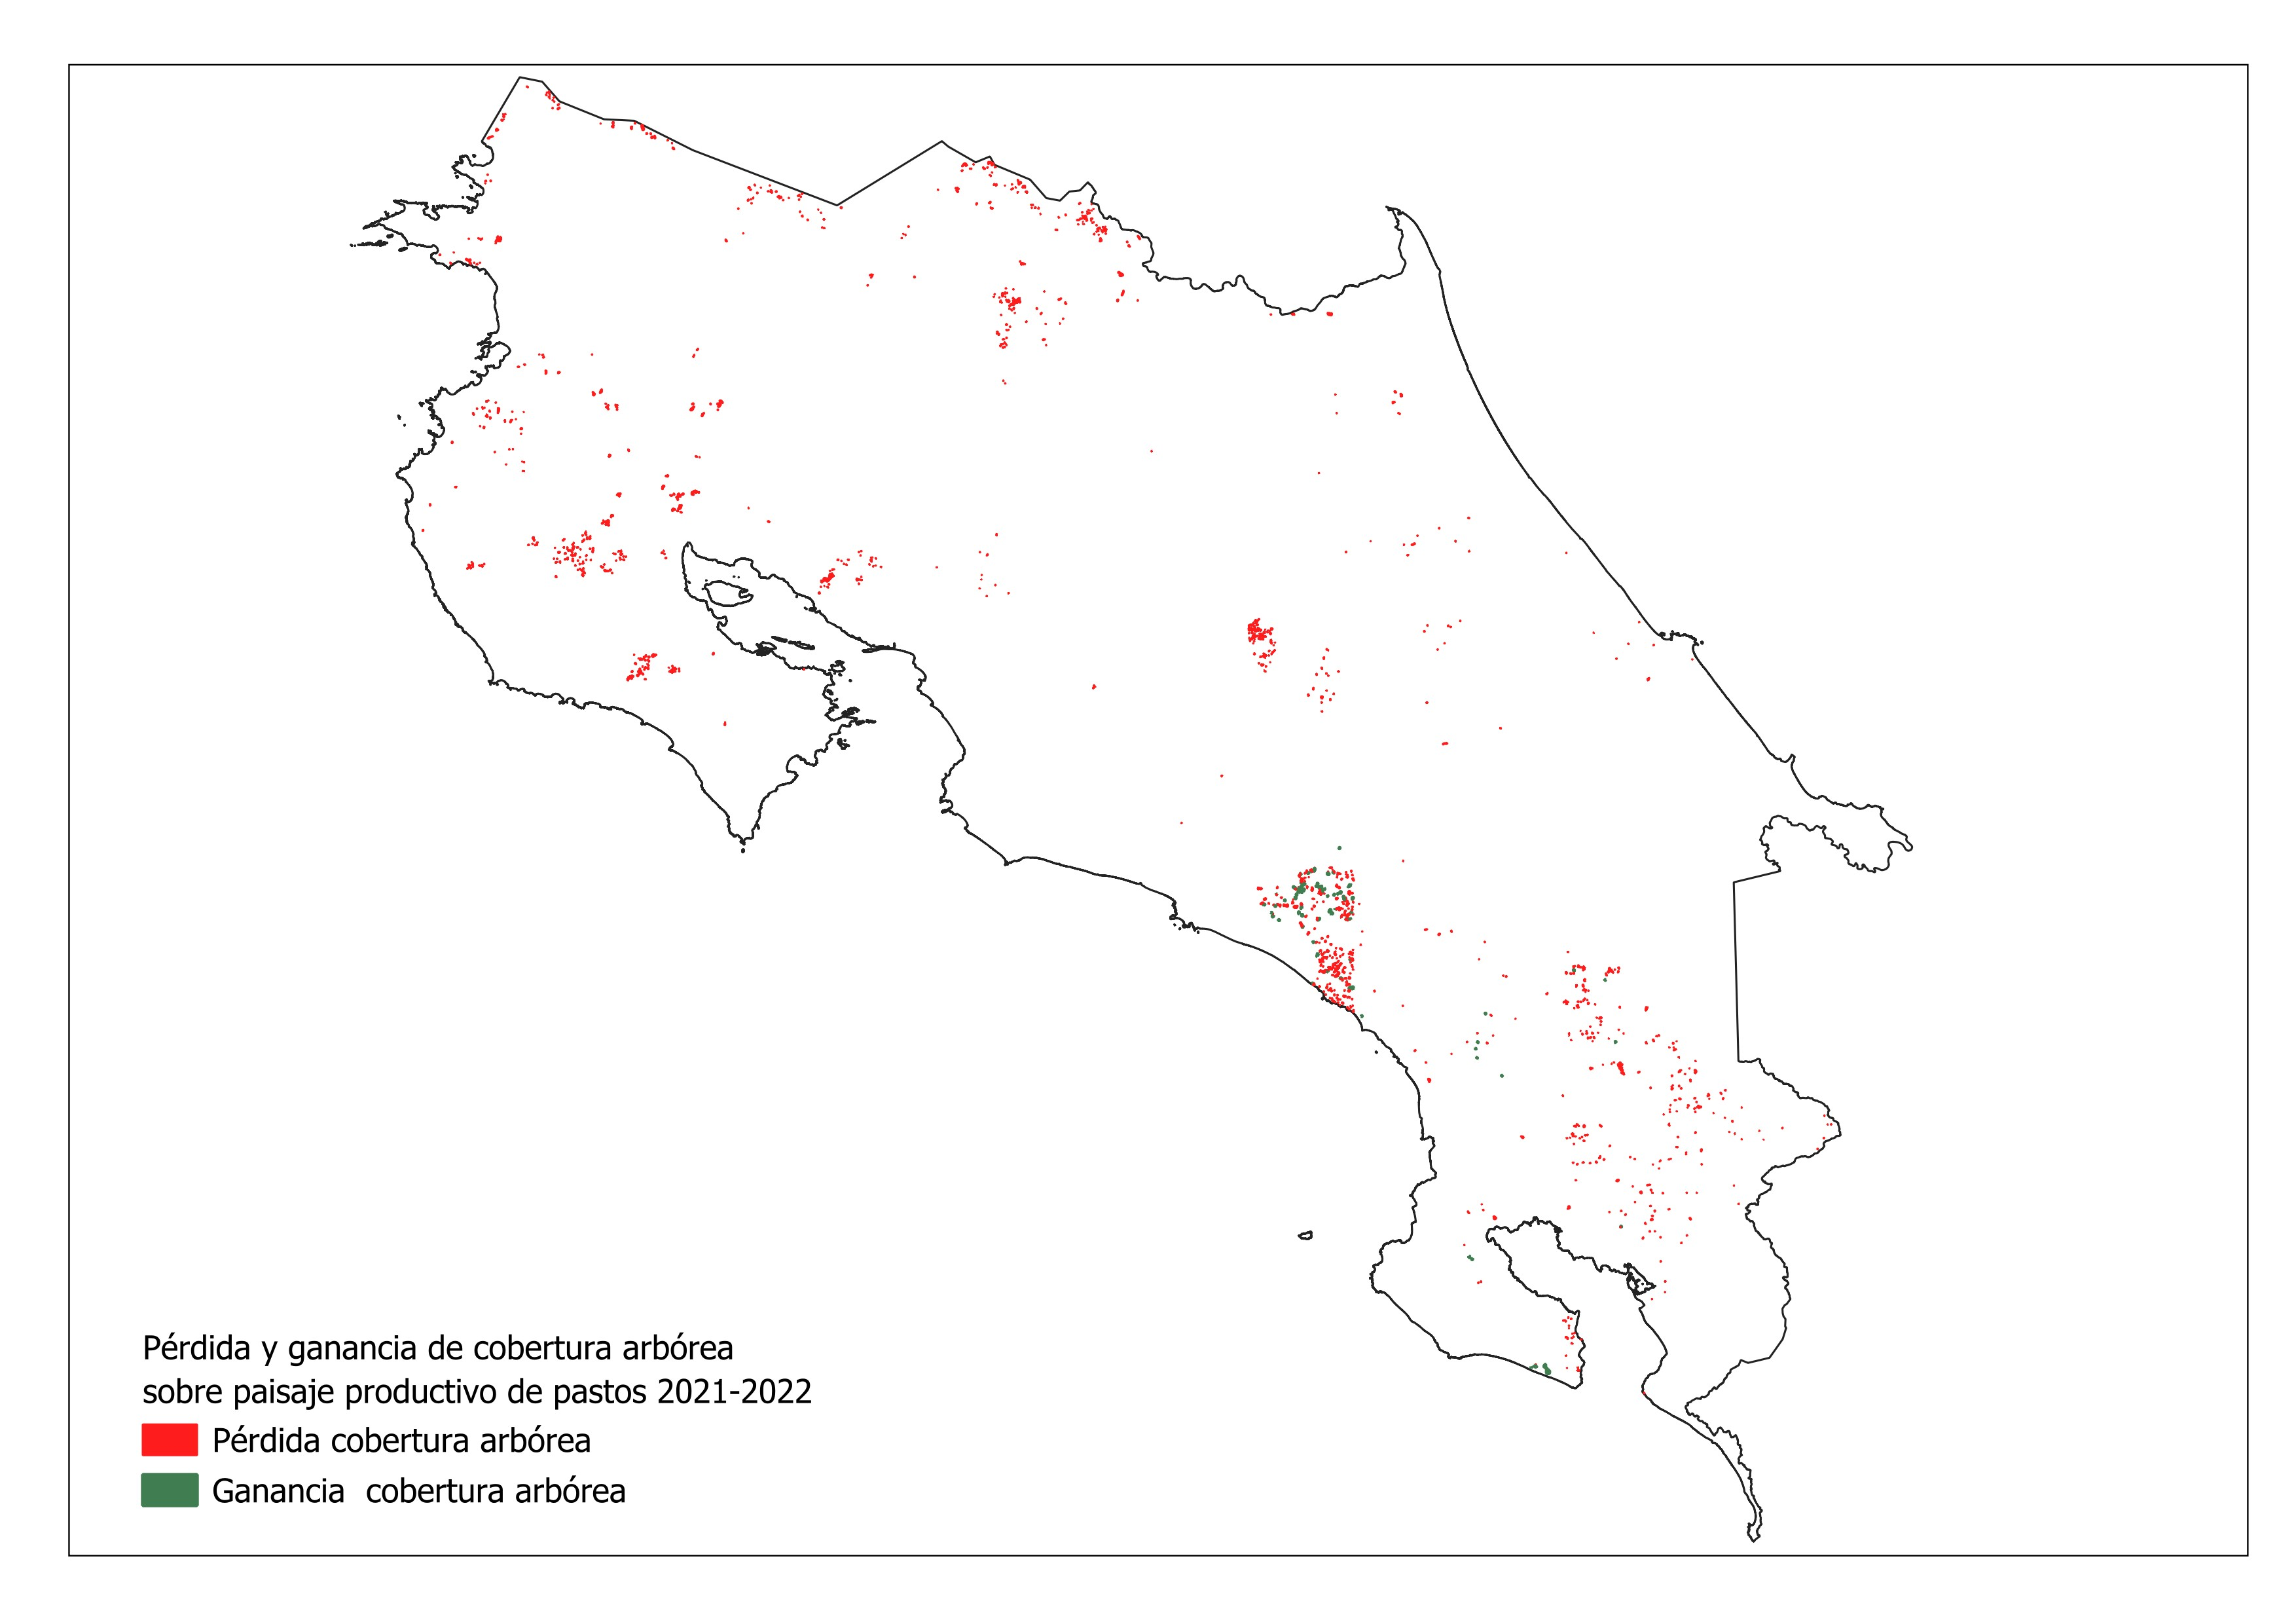 Pérdida y ganancia de cobertura arbórea
sobre paisaje productivo de pastos 2021-2022
Pérdida cobertura arbórea
Ganancia  cobertura arbórea